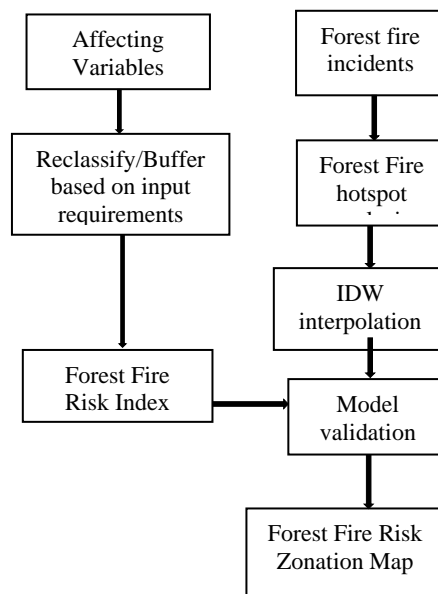 Affecting
Variables
Forest fire
incidents
Reclassify/Buffer
based on input
requirements
Forest Fire
hotspot
IDW
interpolation
Forest Fire
Risk Index
Model
validation
Forest Fire Risk
Zonation Map